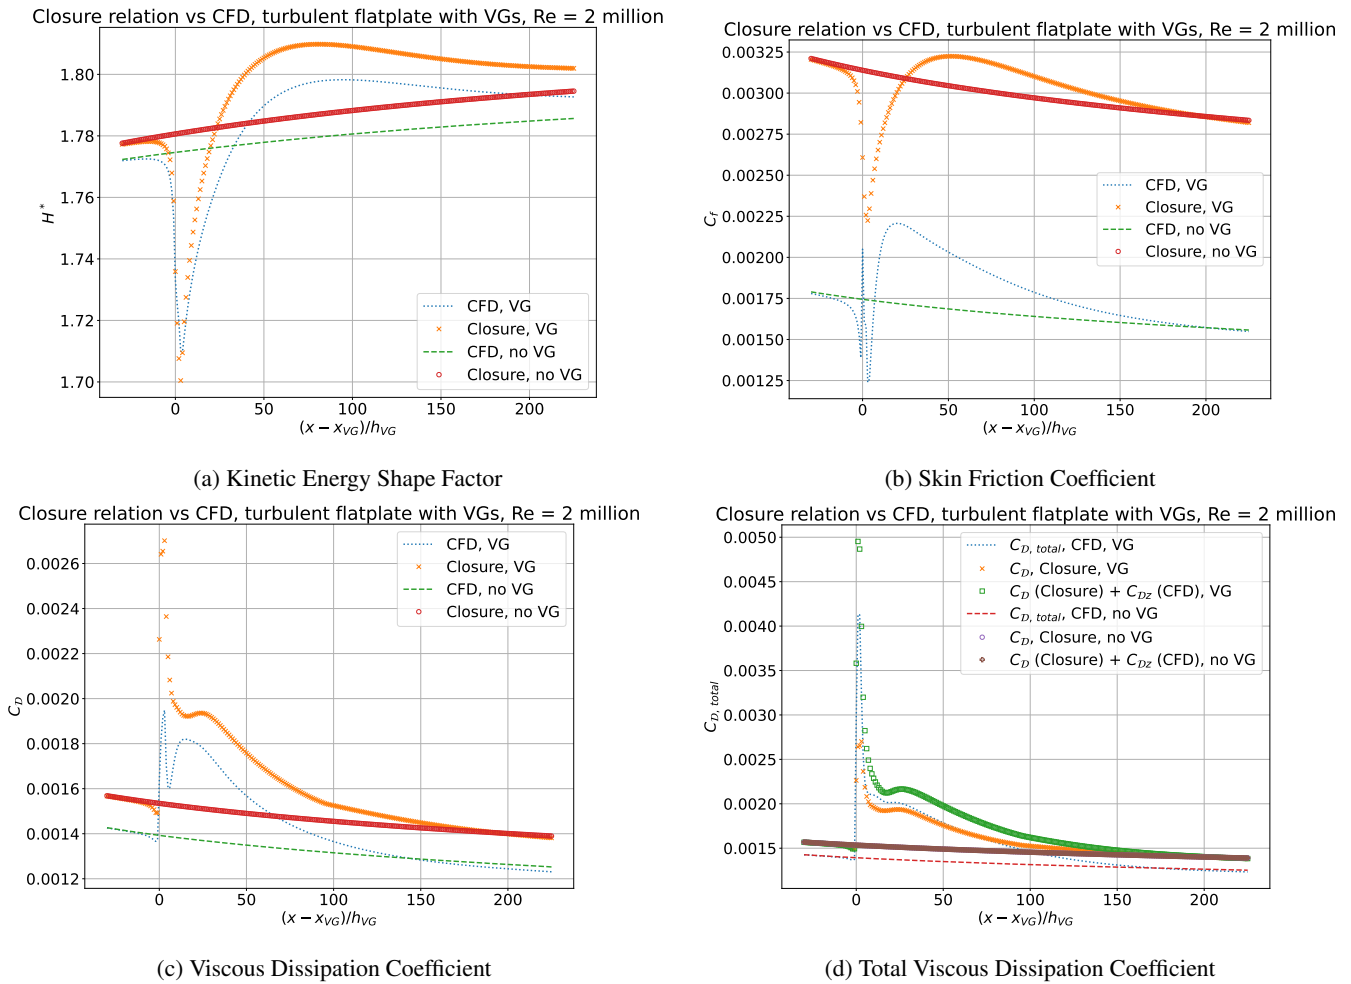 Closure relation vs CFD, turbulent flatplate with VGs, Re = 2 million
1.80
1.78
1.76
1.74
1.72
1.70
H*
CFD, VG
Closure, VG
CFD, no VG
Closure, no VG
0 50 100 150 200
(x − x_VG)/h_VG
(a) Kinetic Energy Shape Factor
Closure relation vs CFD, turbulent flatplate with VGs, Re = 2 million
0.00325
0.00300
0.00275
0.00250
0.00225
0.00200
0.00175
0.00150
0.00125
C_f
CFD, VG
Closure, VG
CFD, no VG
Closure, no VG
0 50 100 150 200
(x − x_VG)/h_VG
(b) Skin Friction Coefficient
Closure relation vs CFD, turbulent flatplate with VGs, Re = 2 million
0.0026
0.0024
0.0022
0.0020
0.0018
0.0016
0.0014
0.0012
C_𝒟
CFD, VG
Closure, VG
CFD, no VG
Closure, no VG
0 50 100 150 200
(x − x_VG)/h_VG
(c) Viscous Dissipation Coefficient
Closure relation vs CFD, turbulent flatplate with VGs, Re = 2 million
0.0050
0.0045
0.0040
0.0035
0.0030
0.0025
0.0020
0.0015
C_𝒟, total
C_𝒟, total, CFD, VG
C_𝒟, Closure, VG
C_𝒟 (Closure) + C_𝒟z (CFD), VG
C_𝒟, total, CFD, no VG
C_𝒟, Closure, no VG
C_𝒟 (Closure) + C_𝒟z (CFD), no VG
0 50 100 150 200
(x − x_VG)/h_VG
(d) Total Viscous Dissipation Coefficient